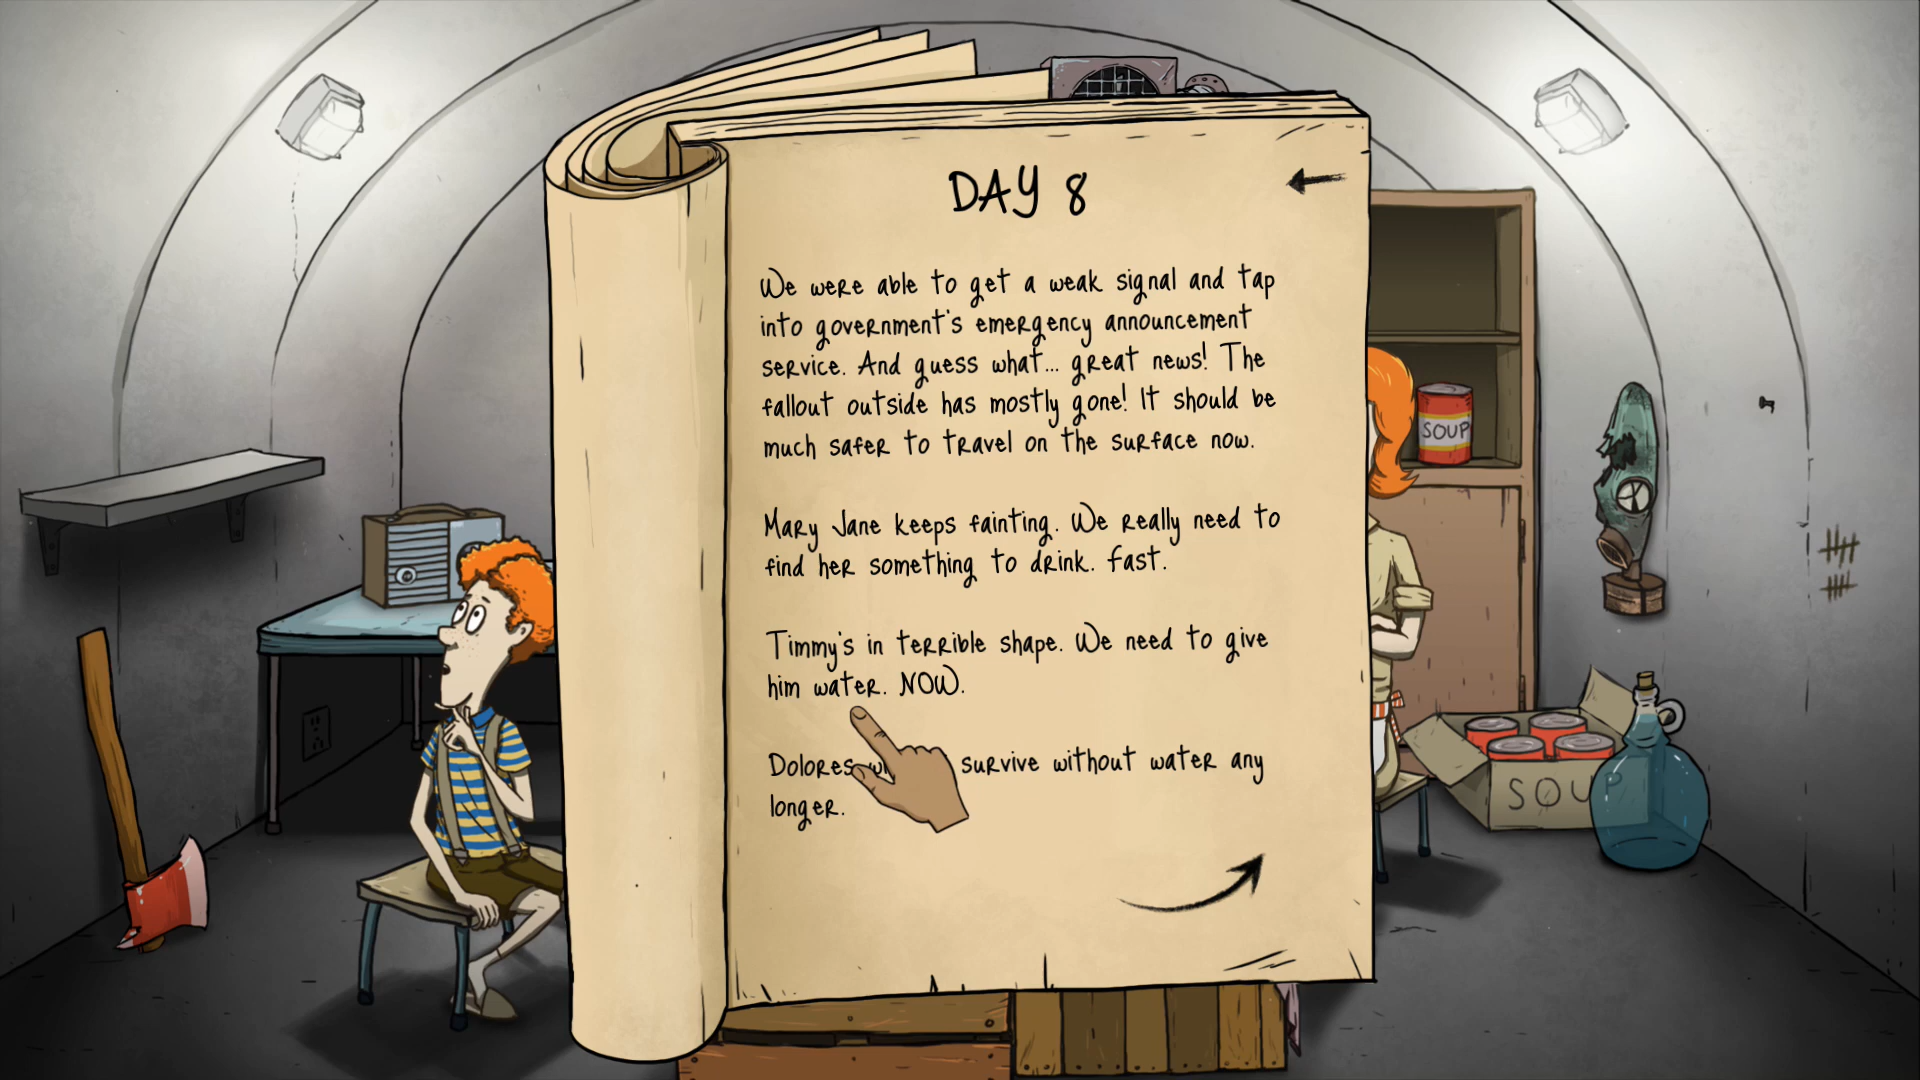 DAY 8
We were able to get a weak signal and tap
into government's emergency announcement
service. And guess what... great news! The
fallout outside has mostly gone! It should be
much safer to travel on the surface now.
Mary Jane keeps fainting. We really need to
find her something to drink. Fast.
Timmy's in terrible shape. We need to give
him water. NOW.
Dolores survive without water any
longer.
SOUP
SOUP